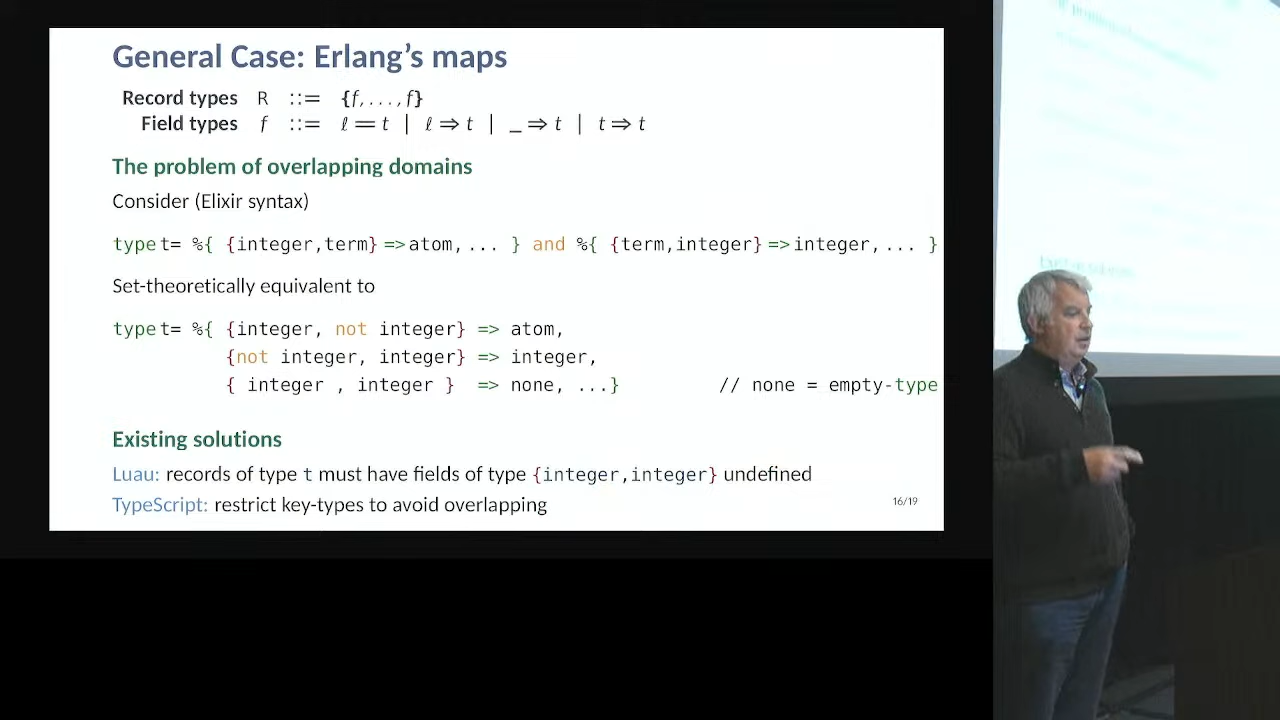 General Case: Erlang’s maps
Record types R ::= {f, . . . , f}
Field types f ::= ℓ = t | ℓ ⇒ t | _ ⇒ t | t ⇒ t
The problem of overlapping domains
Consider (Elixir syntax)
type t= %{ {integer,term} =>atom, ... } and %{ {term,integer} =>integer, ... }
Set-theoretically equivalent to
type t= %{ {integer, not integer} => atom,
{not integer, integer} => integer,
{ integer , integer } => none, ...} // none = empty-type
Existing solutions
Luau: records of type t must have fields of type {integer,integer} undefined
TypeScript: restrict key-types to avoid overlapping
16/19